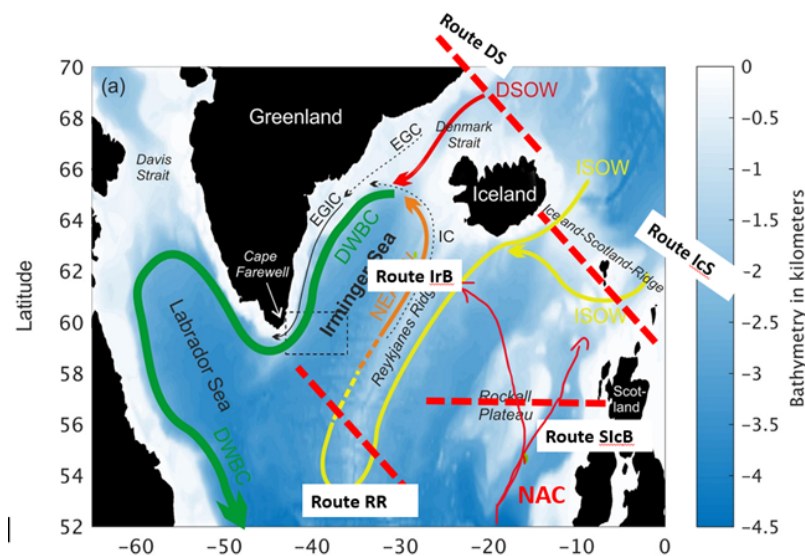 Route DS
70
68
66
64
62
60
58
56
54
52
Latitude
(a)
Greenland
DSOW
Denmark
Strait
EGC
Davis
Strait
EGIC
Iceland
ISOW
Iceland-Scotland-Ridge
Route IcS
DWBC
IC
Irminger Sea
Route IrB
Cape
Farewell
Reykjanes Ridge
ISOW
Labrador
Sea
Rockall
Plateau
Scot-
land
Route SIcB
DWBC
Route RR
NAC
−60
−50
−40
−30
−20
−10
0
0
−0.5
−1
−1.5
−2
−2.5
−3
−3.5
−4
−4.5
Bathymetry in kilometers